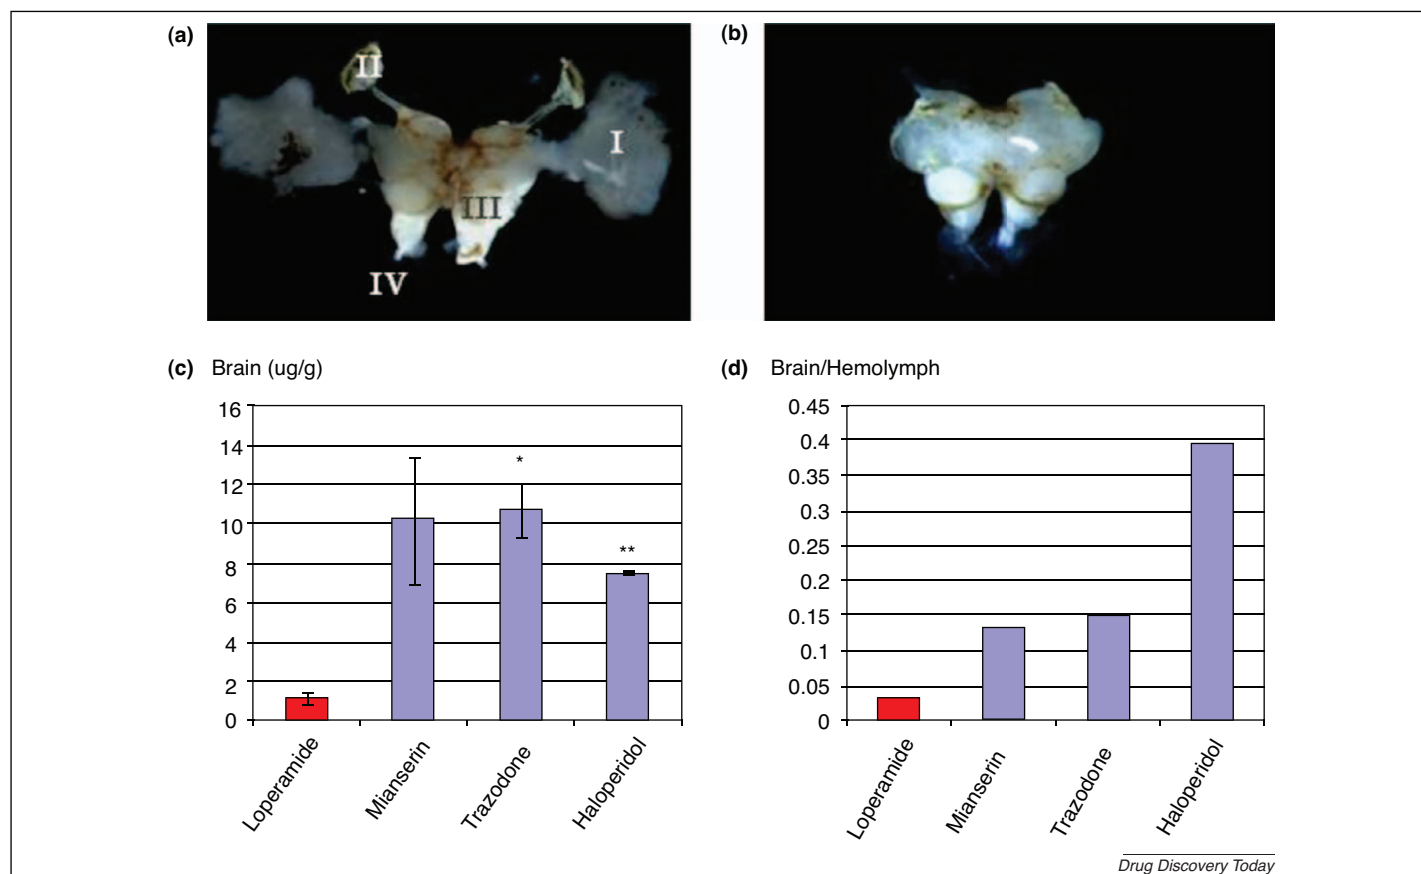 (a)
II
I
III
IV
(b)
(c) Brain (ug/g)
16
14
12
10
8
6
4
2
0
*
**
Loperamide
Mianserin
Trazodone
Haloperidol
(d) Brain/Hemolymph
0.45
0.4
0.35
0.3
0.25
0.2
0.15
0.1
0.05
0
Loperamide
Mianserin
Trazodone
Haloperidol
Drug Discovery Today